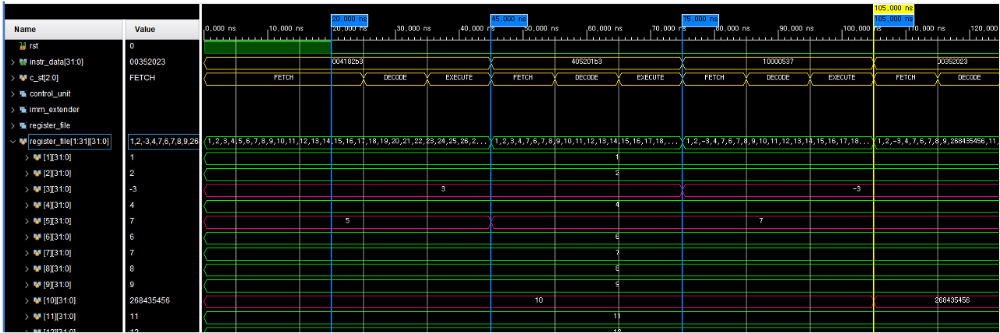 105,000 ns
20,000 ns 45,000 ns 75,000 ns 105,000 ns
Name Value 0,000 ns 10,000 ns 20,000 ns 30,000 ns 40,000 ns 50,000 ns 60,000 ns 70,000 ns 80,000 ns 90,000 ns 100,000 ns 110,000 ns 120,000
rst 0
instr_data[31:0] 00352023 004182b3 405201b3 10000537 00352023
c_st[2:0] FETCH FETCH DECODE EXECUTE FETCH DECODE EXECUTE FETCH DECODE EXECUTE FETCH DECODE
control_unit
imm_extender
register_file
register_file[1:31][31:0] 1,2,-3,4,7,6,7,8,9,26 1,2,3,4,5,6,7,8,9,10,11,12,13,14,15,16,17,18,19,20,21,22,23,24,25,26,2... 1,2,3,4,7,6,7,8,9,10,11,12,13,14,15,16,17,18,... 1,2,-3,4,7,6,7,8,9,10,11,12,13,14,15,16,17,18... 1,2,-3,4,7,6,7,8,9,268435456,11,
[1][31:0] 1 1
[2][31:0] 2 2
[3][31:0] -3 3 -3
[4][31:0] 4 4
[5][31:0] 7 5 7
[6][31:0] 6 6
[7][31:0] 7 7
[8][31:0] 8 8
[9][31:0] 9 9
[10][31:0] 268435456 10 268435456
[11][31:0] 11 11